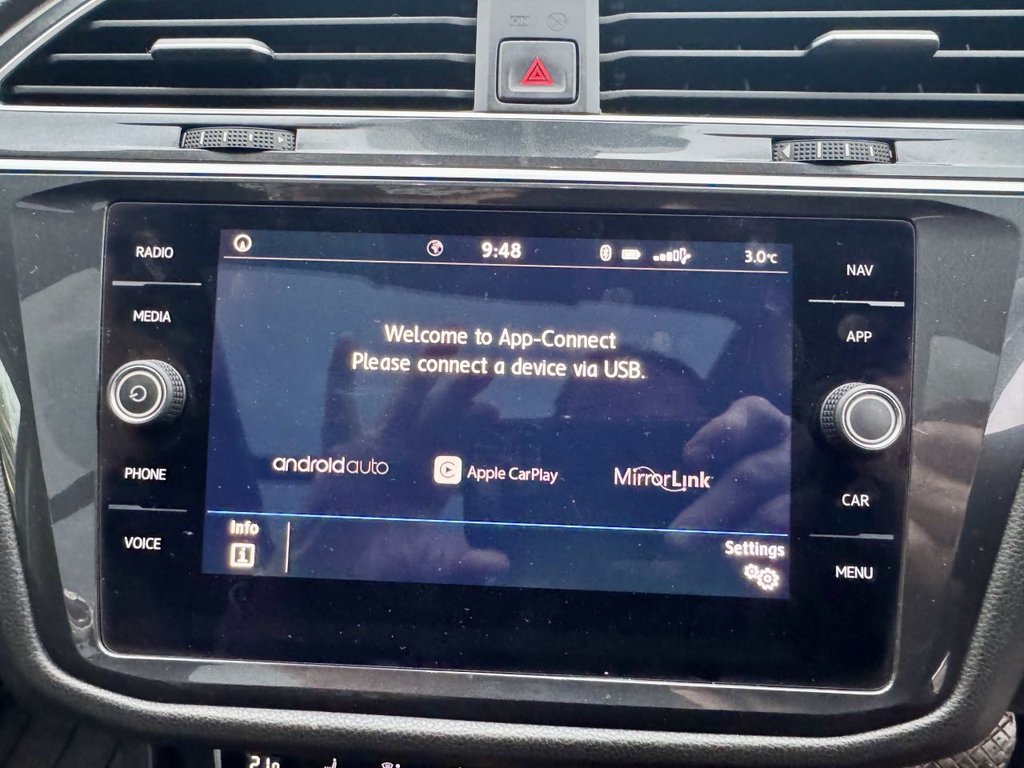 RADIO
MEDIA
PHONE
VOICE
9:48
3.0°C
Welcome to App-Connect
Please connect a device via USB.
androidauto
Apple CarPlay
MirrorLink
Info
Settings
NAV
APP
CAR
MENU